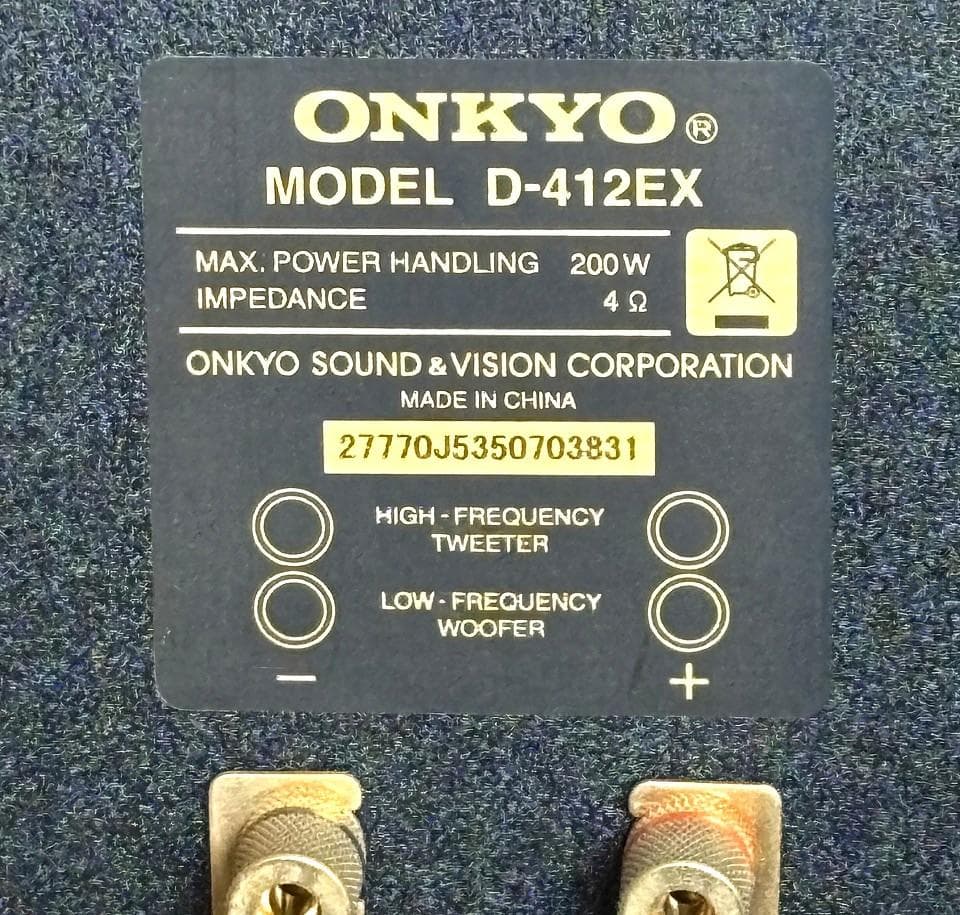 ONKYO®
MODEL D-412EX
MAX. POWER HANDLING 200W
IMPEDANCE 4 Ω
ONKYO SOUND & VISION CORPORATION
MADE IN CHINA
27770J5350703831
HIGH-FREQUENCY
TWEETER
LOW-FREQUENCY
WOOFER
− +